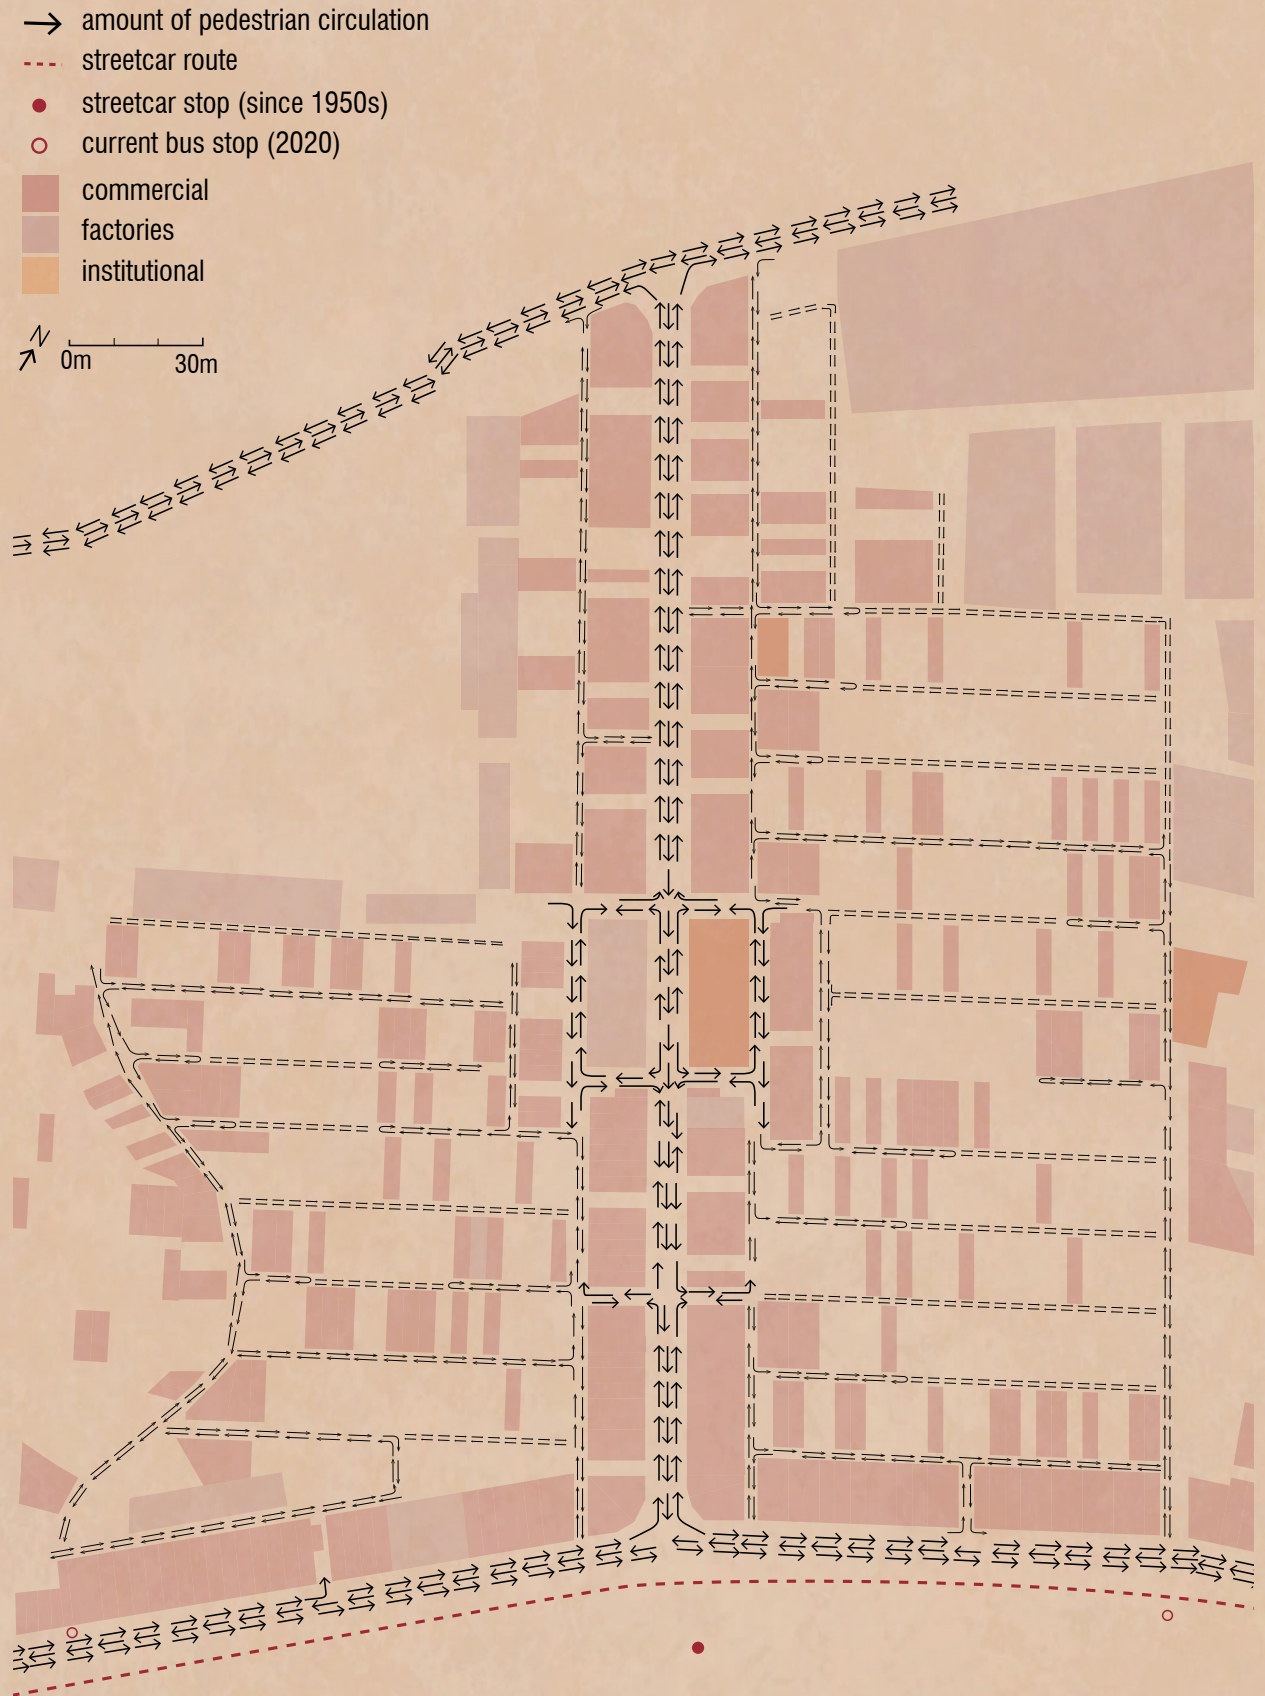 amount of pedestrian circulation
streetcar route
streetcar stop (since 1950s)
current bus stop (2020)
commercial
factories
institutional
N
0m 30m